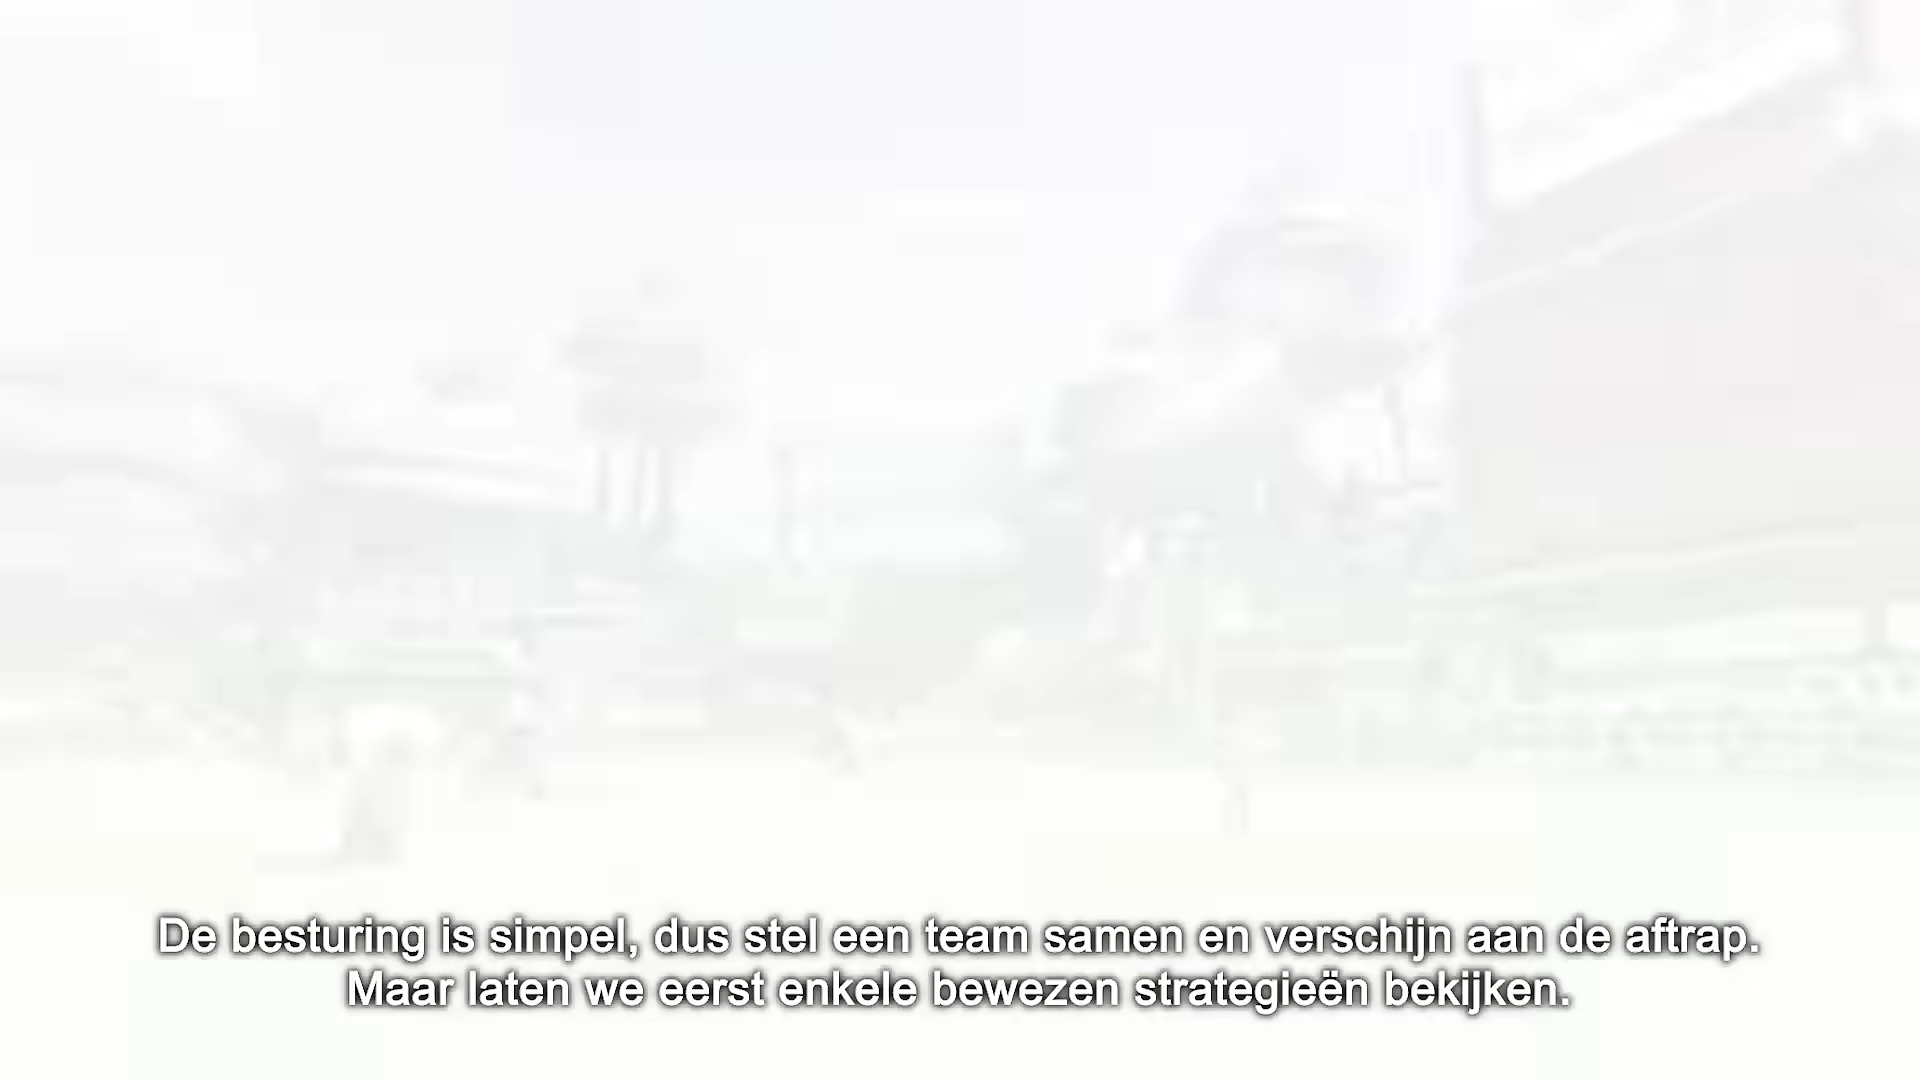 De besturing is simpel, dus stel een team samen en verschijn aan de aftrap.
Maar laten we eerst enkele bewezen strategieën bekijken.